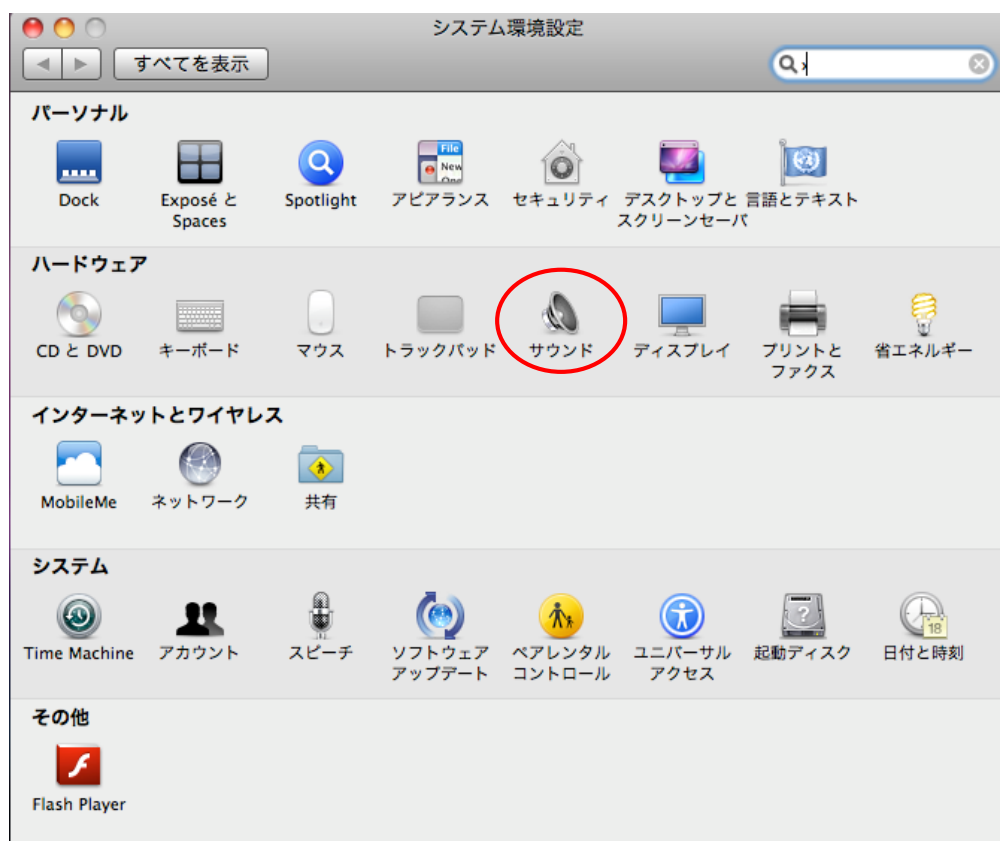 システム環境設定
すべてを表示
パーソナル
Dock
Exposé と
Spaces
Spotlight
File
New
アピアランス
セキュリティ
デスクトップと
スクリーンセーバ
言語とテキスト
ハードウェア
CD と DVD
キーボード
マウス
トラックパッド
サウンド
ディスプレイ
プリントと
ファクス
省エネルギー
インターネットとワイヤレス
MobileMe
ネットワーク
共有
システム
Time Machine
アカウント
スピーチ
ソフトウェア
アップデート
ペアレンタル
コントロール
ユニバーサル
アクセス
?
起動ディスク
18
日付と時刻
その他
Flash Player